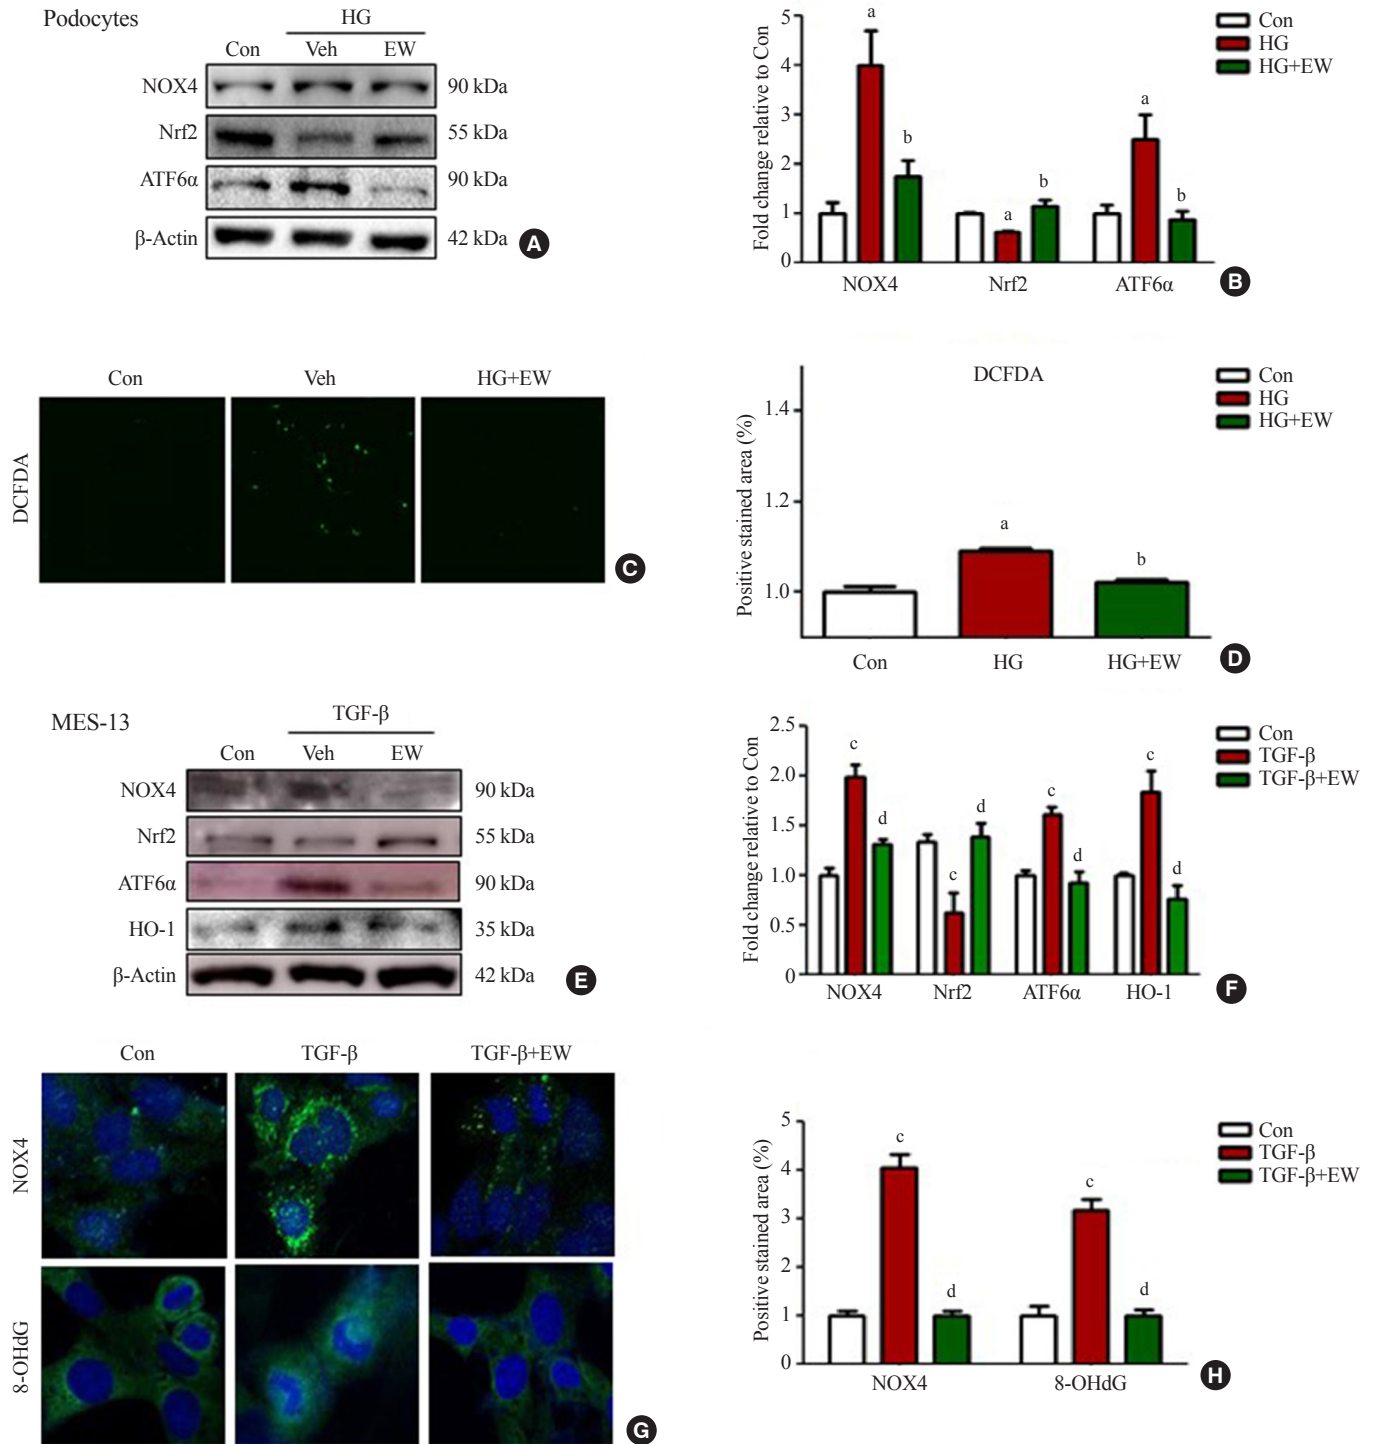 Podocytes
HG
Con Veh EW
NOX4 90 kDa
Nrf2 55 kDa
ATF6α 90 kDa
β-Actin 42 kDa
A
Fold change relative to Con
5
4
3
2
1
0
a
b
a
b
a
b
NOX4 Nrf2 ATF6α
Con
HG
HG+EW
B
Con Veh HG+EW
DCFDA
C
DCFDA
Positive stained area (%)
1.4
1.2
1.0
a
b
Con HG HG+EW
Con
HG
HG+EW
D
MES-13
TGF-β
Con Veh EW
NOX4 90 kDa
Nrf2 55 kDa
ATF6α 90 kDa
HO-1 35 kDa
β-Actin 42 kDa
E
Fold change relative to Con
2.5
2.0
1.5
1.0
0.5
0
c
d
c
d
c
d
c
d
NOX4 Nrf2 ATF6α HO-1
Con
TGF-β
TGF-β+EW
F
Con TGF-β TGF-β+EW
NOX4
8-OHdG
G
Positive stained area (%)
5
4
3
2
1
0
c
d
c
d
NOX4 8-OHdG
Con
TGF-β
TGF-β+EW
H